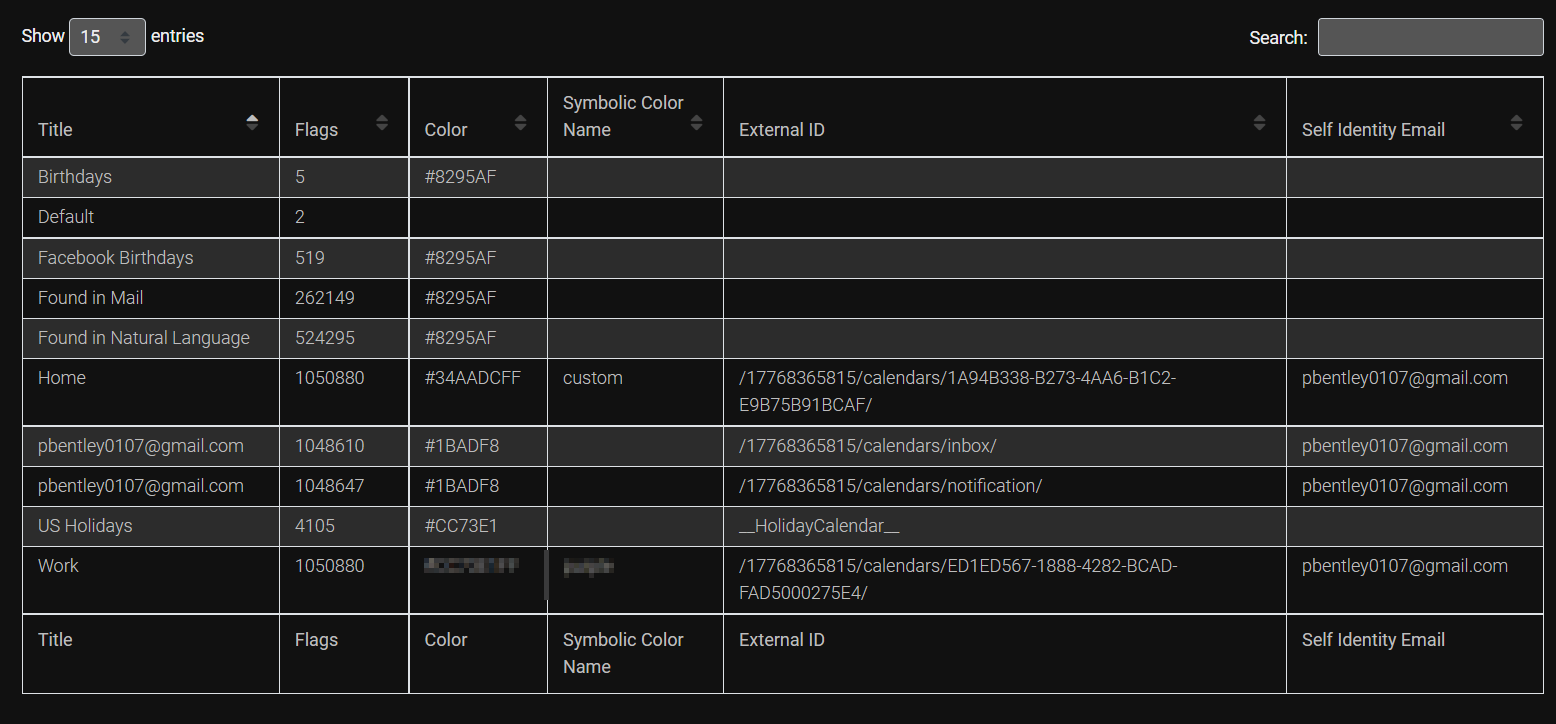 Show 15 entries Search:
Title Flags Color Symbolic Color Name External ID Self Identity Email
Birthdays 5 #8295AF
Default 2
Facebook Birthdays 519 #8295AF
Found in Mail 262149 #8295AF
Found in Natural Language 524295 #8295AF
Home 1050880 #34AADCFF custom /17768365815/calendars/1A94B338-B273-4AA6-B1C2- pbentley0107@gmail.com
E9B75B91BCAF/
pbentley0107@gmail.com 1048610 #1BADF8 /17768365815/calendars/inbox/ pbentley0107@gmail.com
pbentley0107@gmail.com 1048647 #1BADF8 /17768365815/calendars/notification/ pbentley0107@gmail.com
US Holidays 4105 #CC73E1 __HolidayCalendar__
Work 1050880 /17768365815/calendars/ED1ED567-1888-4282-BCAD- pbentley0107@gmail.com
FAD5000275E4/
Title Flags Color Symbolic Color Name External ID Self Identity Email